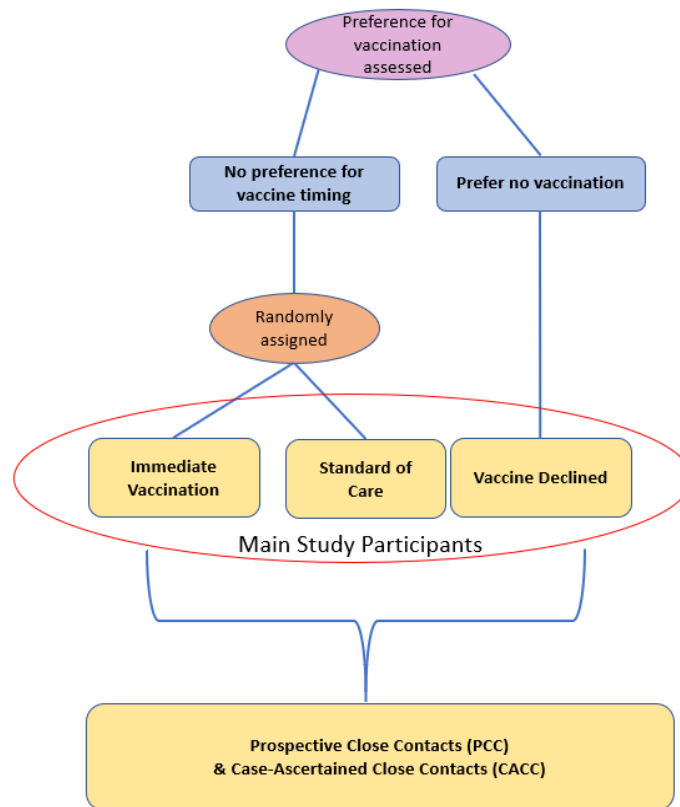 Preference for
vaccination
assessed
No preference for
vaccine timing
Prefer no vaccination
Randomly
assigned
Immediate
Vaccination
Standard of
Care
Vaccine Declined
Main Study Participants
Prospective Close Contacts (PCC)
& Case-Ascertained Close Contacts (CACC)